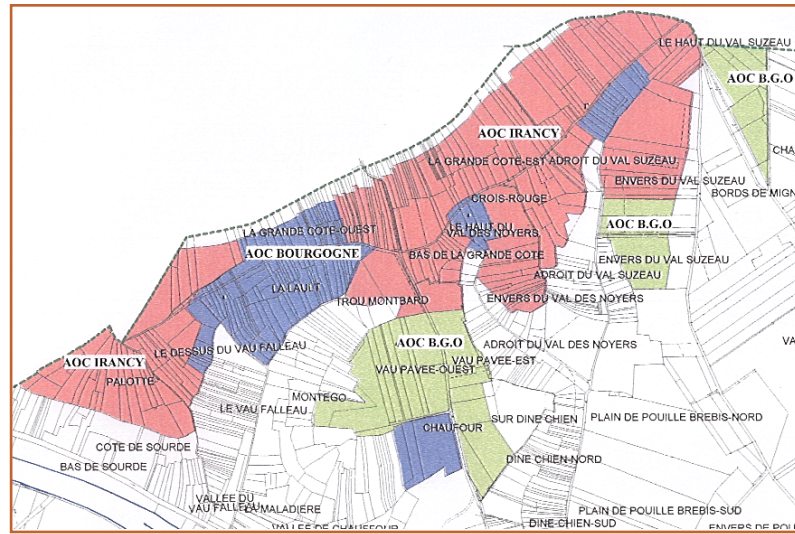 LE HAUT DU VAL SUZEAU
AOC B.G.O
AOC IRANCY
LA GRANDE COTE-EST
ADROIT DU VAL SUZEAU
ENVERS DU VAL SUZEAU
BORDS DE MIGN
CROIS-ROUGE
LA GRANDE COTE-OUEST
LE HAUT DU
VAL DES NOYERS
AOC B.G.O
AOC BOURGOGNE
BAS DE LA GRANDE COTE
ENVERS DU VAL SUZEAU
ADROIT DU VAL SUZEAU
LA LAULT
TROU MONTBARD
ENVERS DU VAL DES NOYERS
AOC B.G.O
ADROIT DU VAL DES NOYERS
LE DESSUS DU VAU FALLEAU
AOC IRANCY
VAU PAVEE-EST
VAU PAVEE-OUEST
PALOTTE
MONTEGO
LE VAU FALLEAU
SUR DINE CHIEN
PLAIN DE POUILLE BREBIS-NORD
CHAUFOUR
COTE DE SOURDE
DINE CHIEN-NORD
BAS DE SOURDE
VALLEE DU
VAU FALLEAU
LA MALADIERE
PLAIN DE POUILLE BREBIS-SUD
VALLEE DE CHAUFFOUR
DINE-CHIEN-SUD
ENVERS DE POU